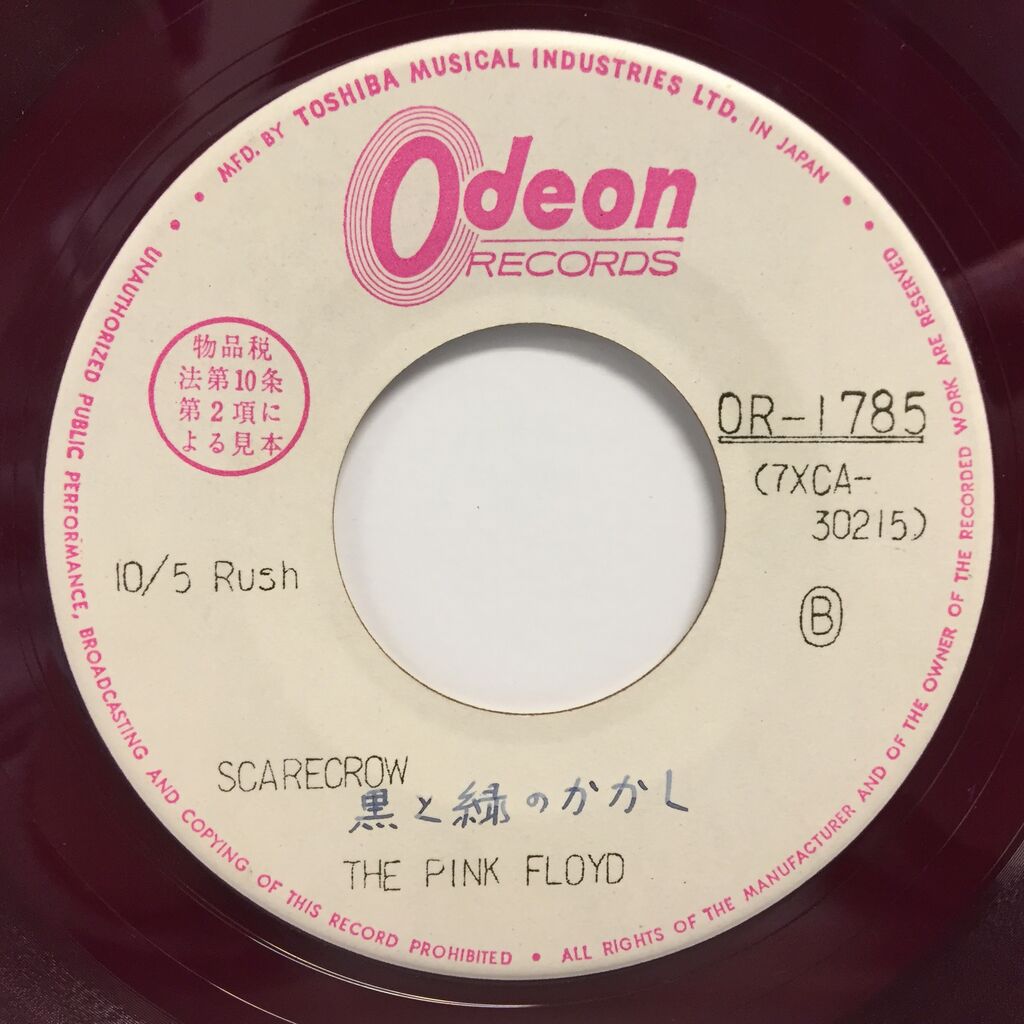 MFD. BY TOSHIBA MUSICAL INDUSTRIES LTD. IN JAPAN
Odeon
RECORDS
物品税
法第10条
第2項に
よる見本
OR-1785
(7XCA-
30215)
10/5 Rush
B
SCARECROW
黒と緑のかかし
THE PINK FLOYD
UNAUTHORIZED PUBLIC PERFORMANCE, BROADCASTING AND COPYING OF THIS RECORD PROHIBITED • ALL RIGHTS OF THE MANUFACTURER AND OF THE OWNER OF THE RECORDED WORK ARE RESERVED